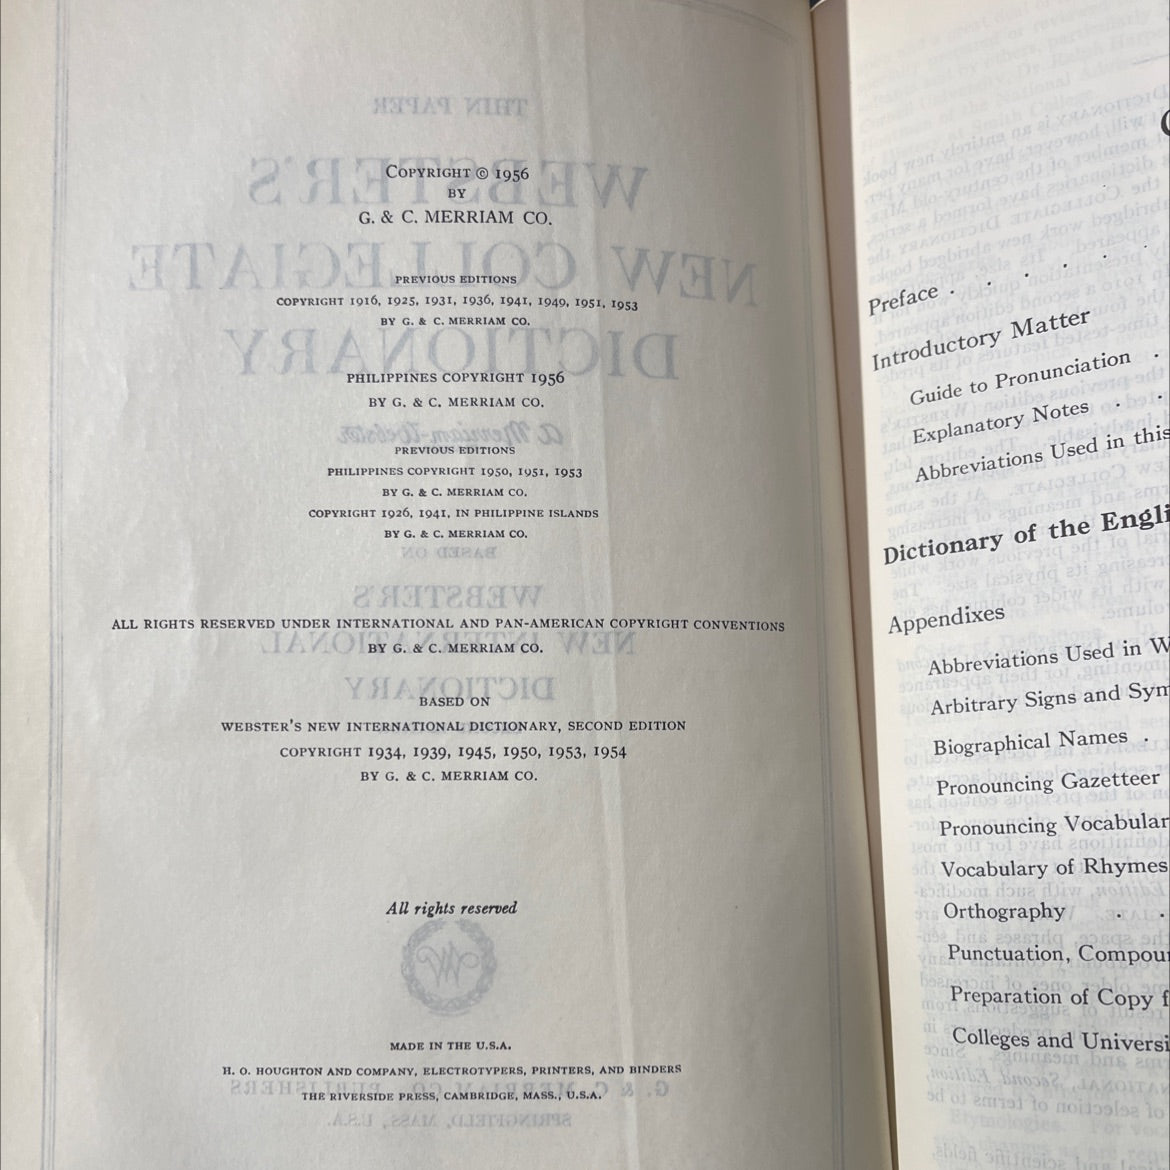 COPYRIGHT © 1956
BY
G. & C. MERRIAM CO.
PREVIOUS EDITIONS
COPYRIGHT 1916, 1925, 1931, 1936, 1941, 1949, 1951, 1953
BY G. & C. MERRIAM CO.
PHILIPPINES COPYRIGHT 1956
BY G. & C. MERRIAM CO.
PREVIOUS EDITIONS
PHILIPPINES COPYRIGHT 1950, 1951, 1953
BY G. & C. MERRIAM CO.
COPYRIGHT 1926, 1941, IN PHILIPPINE ISLANDS
BY G. & C. MERRIAM CO.
ALL RIGHTS RESERVED UNDER INTERNATIONAL AND PAN-AMERICAN COPYRIGHT CONVENTIONS
BY G. & C. MERRIAM CO.
BASED ON
WEBSTER'S NEW INTERNATIONAL DICTIONARY, SECOND EDITION
COPYRIGHT 1934, 1939, 1945, 1950, 1953, 1954
BY G. & C. MERRIAM CO.
All rights reserved
MADE IN THE U.S.A.
H. O. HOUGHTON AND COMPANY, ELECTROTYPERS, PRINTERS, AND BINDERS
THE RIVERSIDE PRESS, CAMBRIDGE, MASS., U.S.A.
Preface . . . . .
Introductory Matter
Guide to Pronunciation .
Explanatory Notes . .
Abbreviations Used in this
Dictionary of the Engli
Appendixes
Abbreviations Used in W
Arbitrary Signs and Sym
Biographical Names .
Pronouncing Gazetteer
Pronouncing Vocabular
Vocabulary of Rhymes
Orthography . .
Punctuation, Compou
Preparation of Copy f
Colleges and Universi